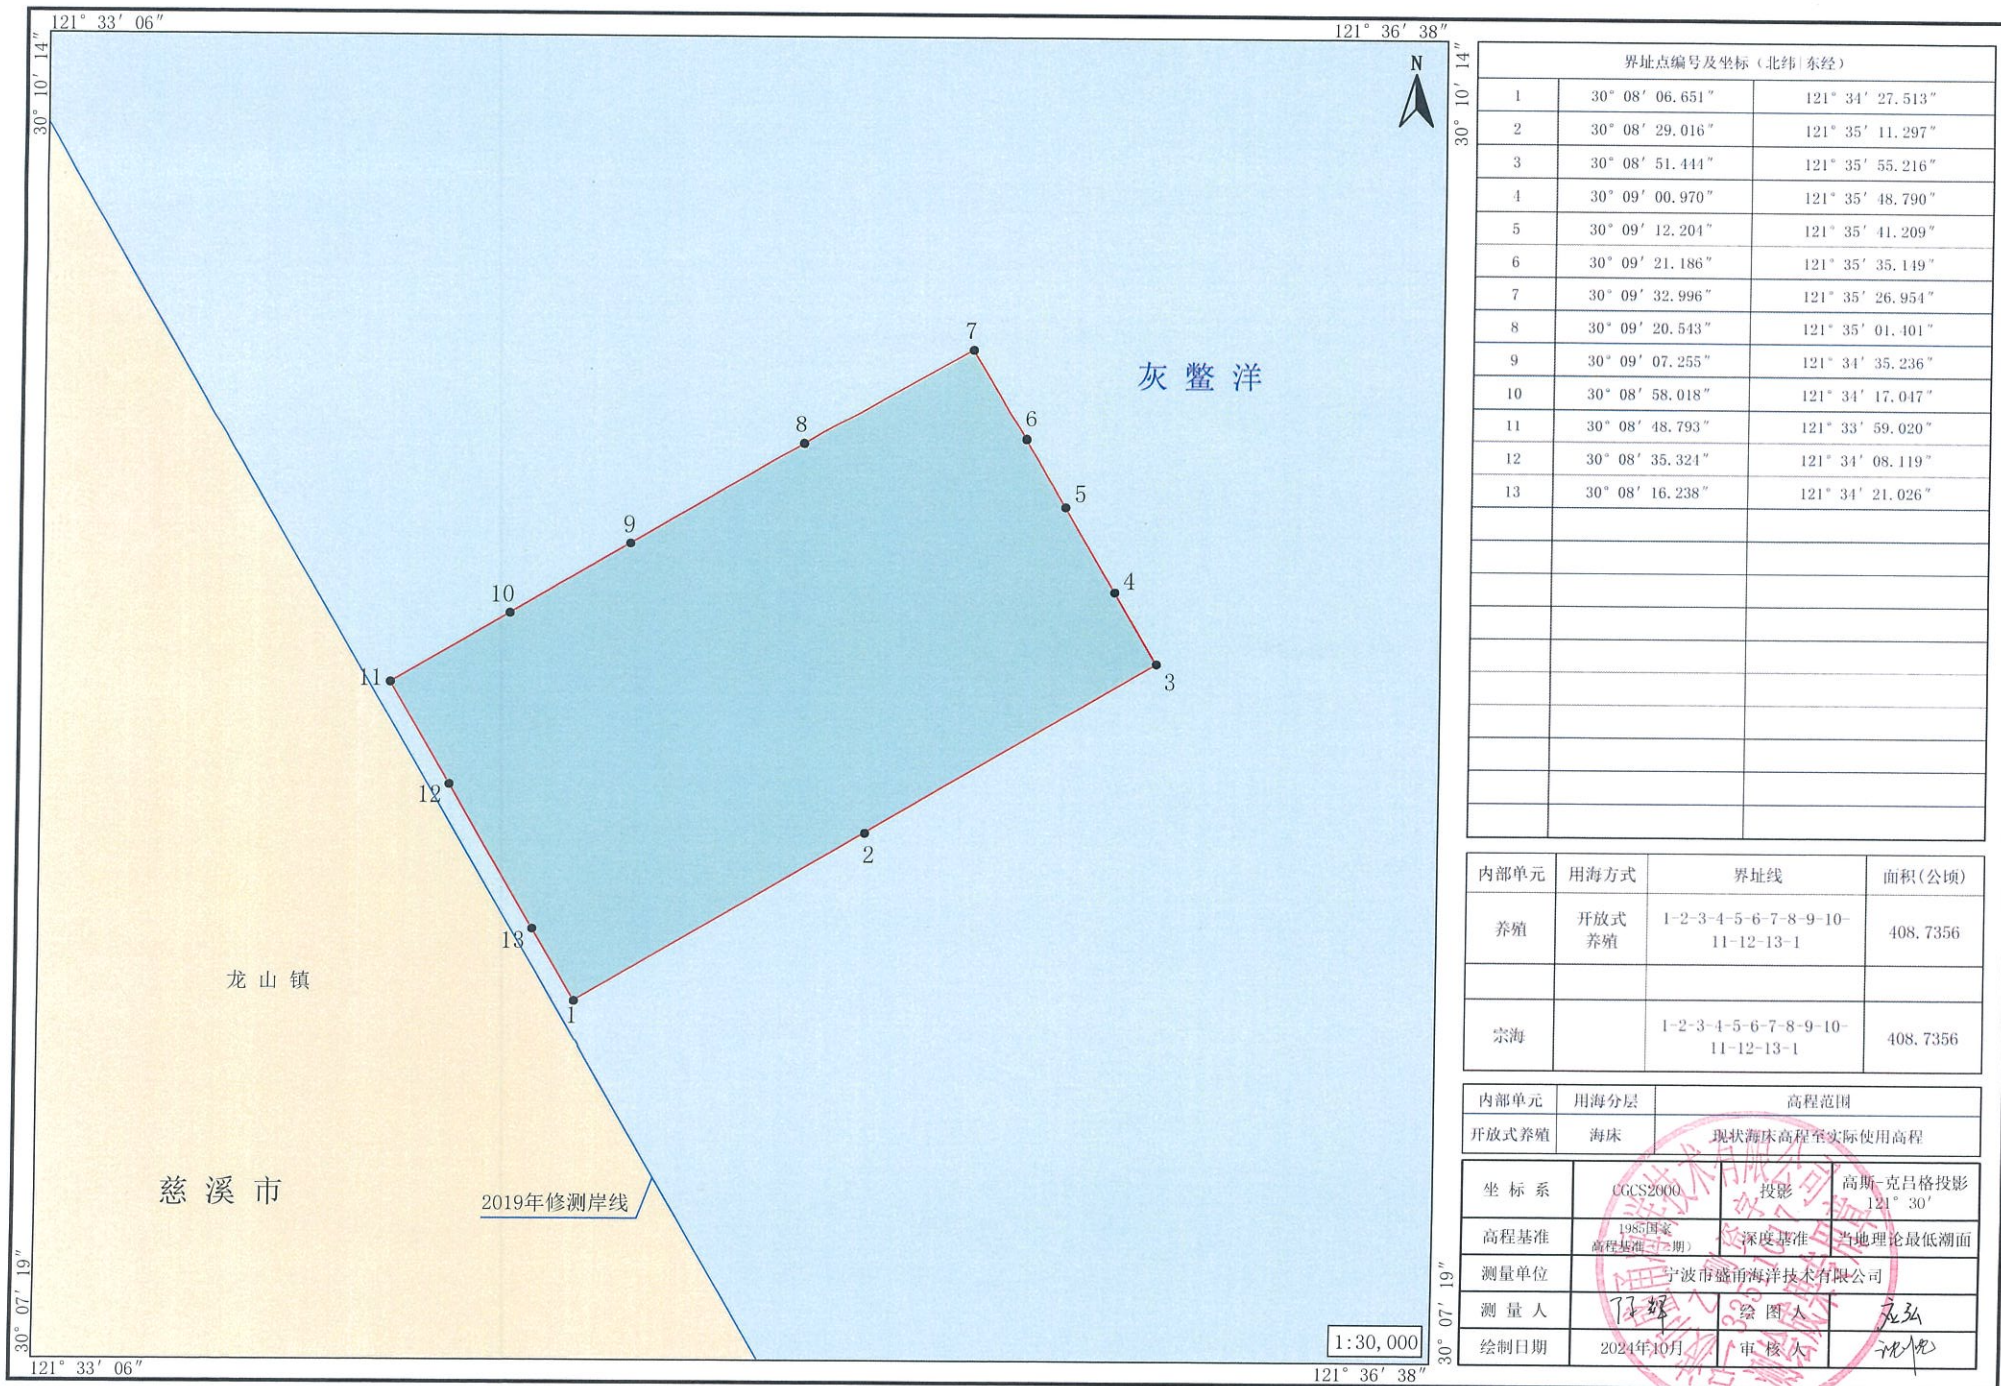 121° 33′ 06″
121° 36′ 38″
30° 10′ 14″
30° 10′ 14″
N
灰鳖洋
7
8
6
9
5
10
4
11
3
12
2
13
1
龙山镇
慈溪市
2019年修测岸线
1:30,000
30° 07′ 19″
30° 07′ 19″
121° 33′ 06″
121° 36′ 38″
界址点编号及坐标（北纬|东经）
1 30° 08′ 06.651″ 121° 34′ 27.513″
2 30° 08′ 29.016″ 121° 35′ 11.297″
3 30° 08′ 51.444″ 121° 35′ 55.216″
4 30° 09′ 00.970″ 121° 35′ 48.790″
5 30° 09′ 12.204″ 121° 35′ 41.209″
6 30° 09′ 21.186″ 121° 35′ 35.149″
7 30° 09′ 32.996″ 121° 35′ 26.954″
8 30° 09′ 20.543″ 121° 35′ 01.401″
9 30° 09′ 07.255″ 121° 34′ 35.236″
10 30° 08′ 58.018″ 121° 34′ 17.047″
11 30° 08′ 48.793″ 121° 33′ 59.020″
12 30° 08′ 35.324″ 121° 34′ 08.119″
13 30° 08′ 16.238″ 121° 34′ 21.026″
内部单元 用海方式 界址线 面积(公顷)
养殖 开放式养殖 1-2-3-4-5-6-7-8-9-10-
11-12-13-1 408.7356
宗海 1-2-3-4-5-6-7-8-9-10-
11-12-13-1 408.7356
内部单元 用海分层 高程范围
开放式养殖 海床 现状海床高程至实际使用高程
坐标系 CGCS2000 投影 高斯-克吕格投影
121° 30′
高程基准 1985国家
高程基准 期） 深度基准 当地理论最低潮面
测量单位 宁波市盛甬海洋技术有限公司
测量人 绘图人
绘制日期 2024年10月 审核人